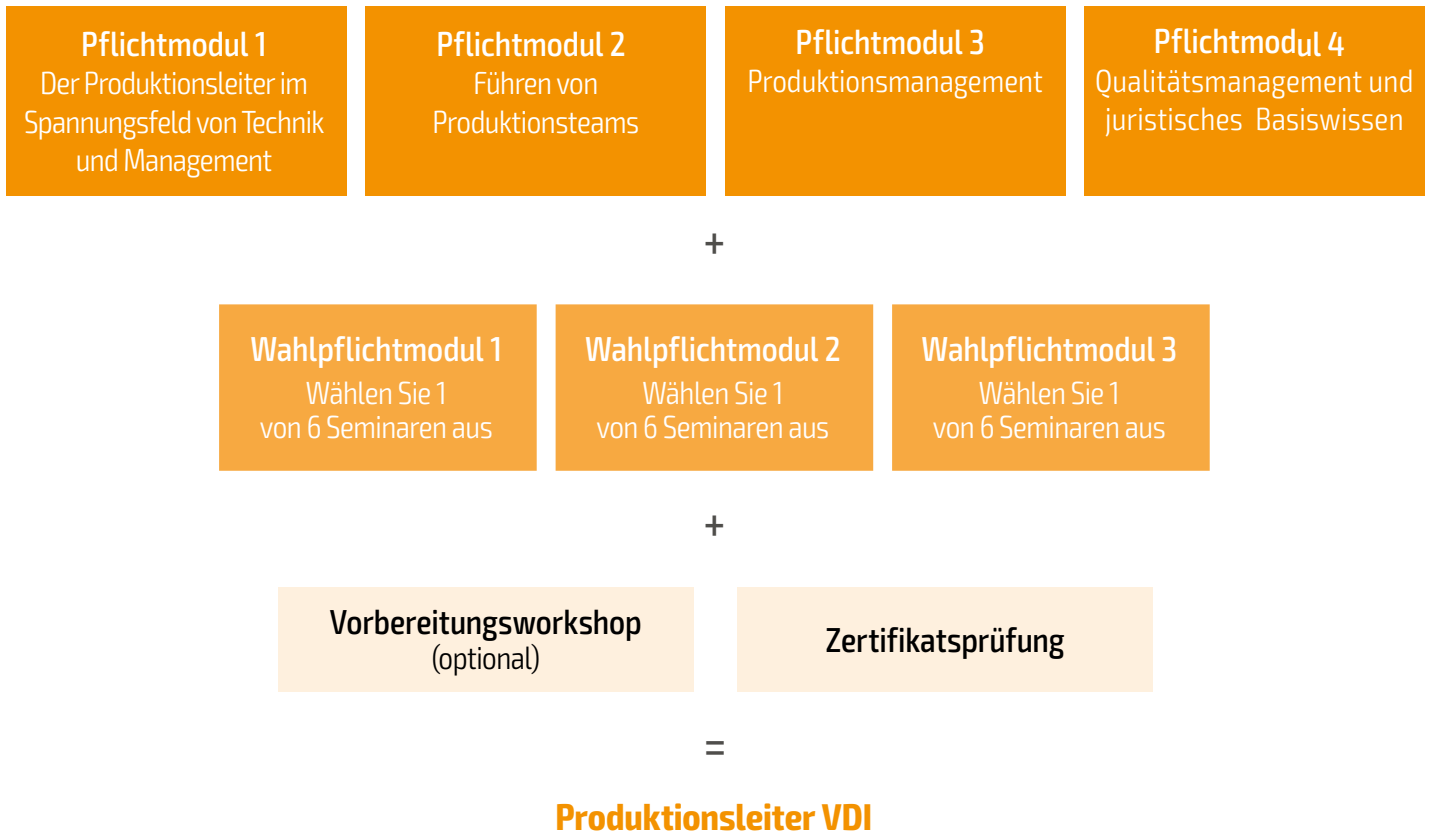 Pflichtmodul 1
Der Produktionsleiter im
Spannungsfeld von Technik
und Management
Pflichtmodul 2
Führen von
Produktionsteams
Pflichtmodul 3
Produktionsmanagement
Pflichtmodul 4
Qualitätsmanagement und
juristisches Basiswissen
+
Wahlpflichtmodul 1
Wählen Sie 1
von 6 Seminaren aus
Wahlpflichtmodul 2
Wählen Sie 1
von 6 Seminaren aus
Wahlpflichtmodul 3
Wählen Sie 1
von 6 Seminaren aus
+
Vorbereitungsworkshop
(optional)
Zertifikatsprüfung
=
Produktionsleiter VDI